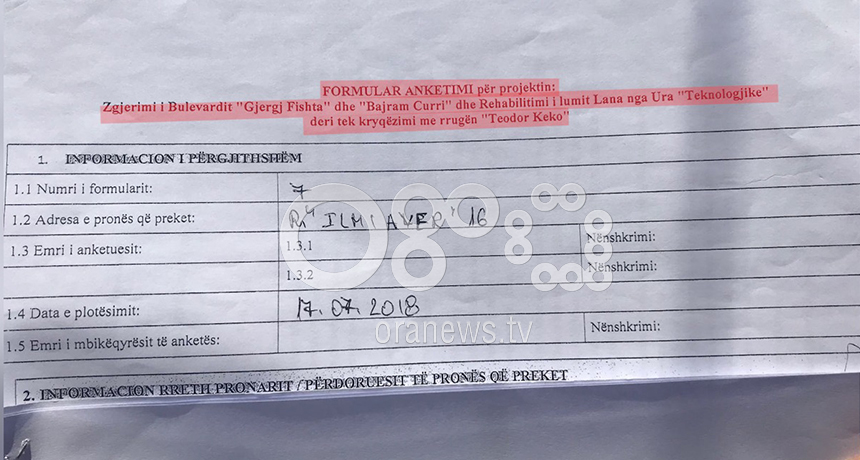 FORMULAR ANKETIMI për projektin:
Zgjerimi i Bulevardit "Gjergj Fishta" dhe "Bajram Curri" dhe Rehabilitimi i lumit Lana nga Ura "Teknologjike"
deri tek kryqëzimi me rrugën "Teodor Keko"
1. INFORMACION I PËRGJITHSHËM
1.1 Numri i formularit: 7
1.2 Adresa e pronës që preket: R. "ILMI AVERI" 16
1.3 Emri i anketuesit: 1.3.1 Nënshkrimi:
1.3.2 Nënshkrimi:
1.4 Data e plotësimit: 17.07.2018
oranews.tv
1.5 Emri i mbikëqyrësit të anketës: Nënshkrimi:
2. INFORMACION RRETH PRONARIT / PËRDORUESIT TË PRONËS QË PREKET